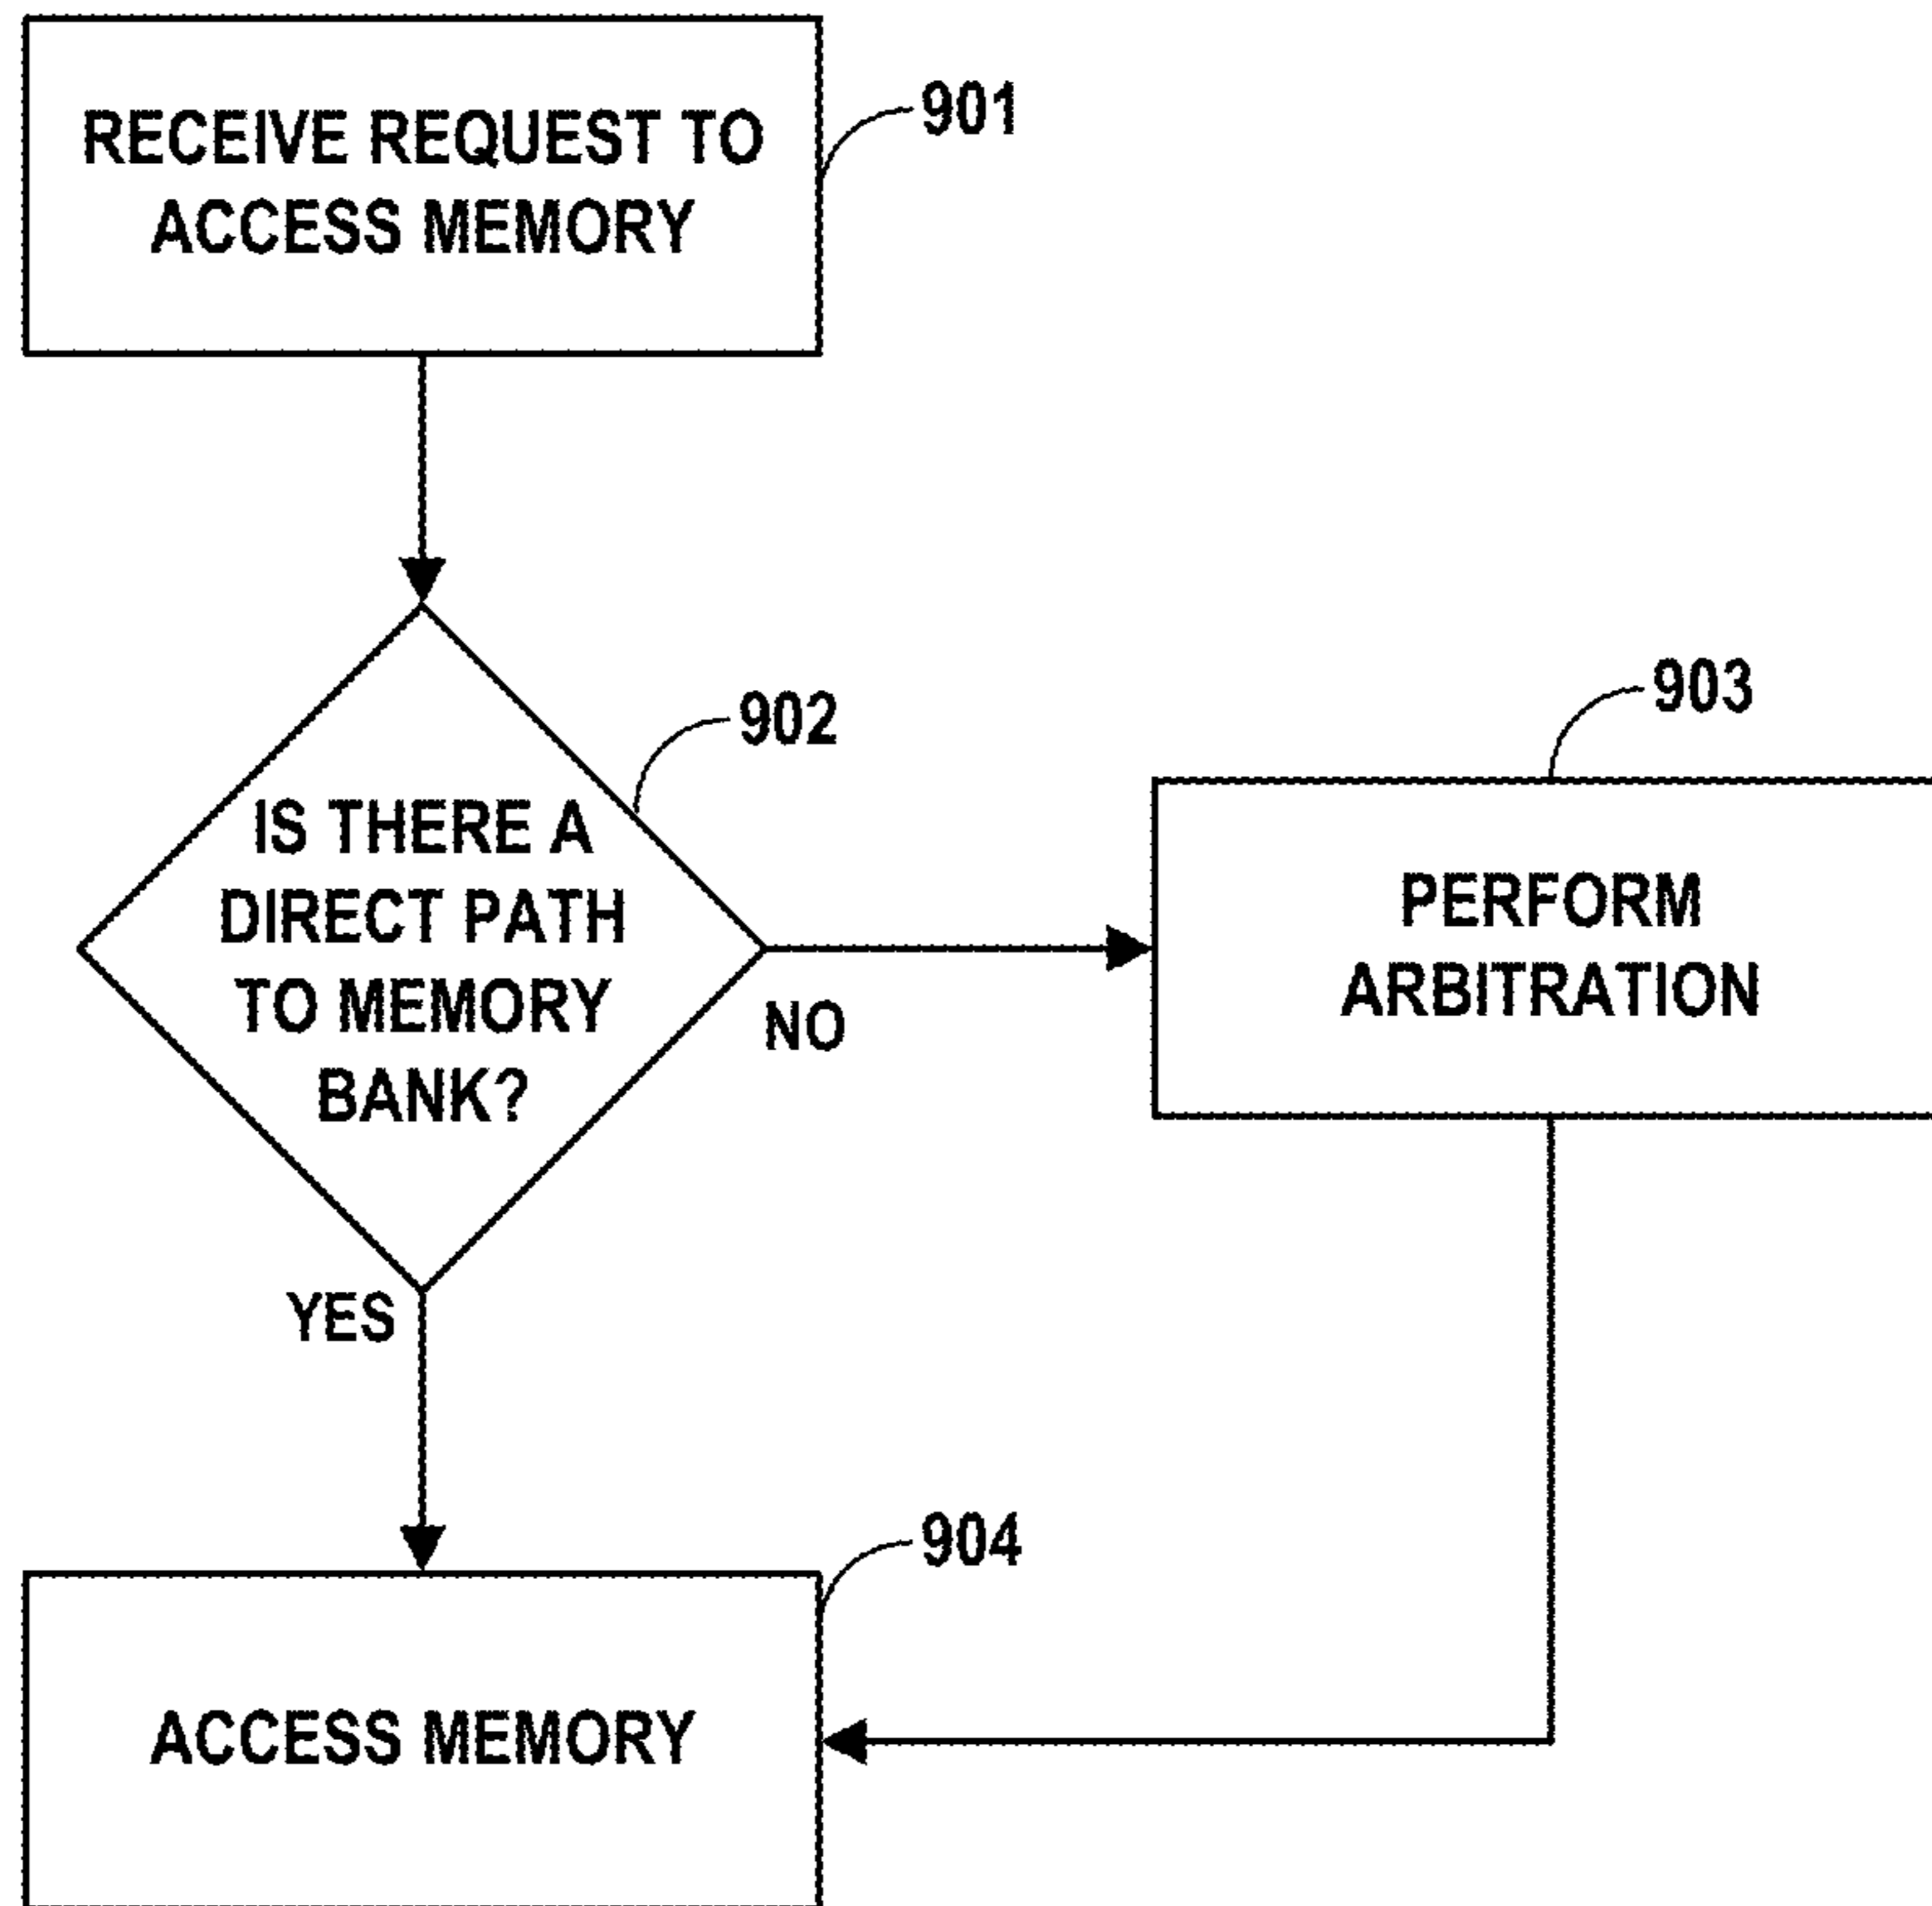 RECEIVE REQUEST TO
ACCESS MEMORY
901
902
IS THERE A
DIRECT PATH
TO MEMORY
BANK?
NO
YES
903
PERFORM
ARBITRATION
904
ACCESS MEMORY